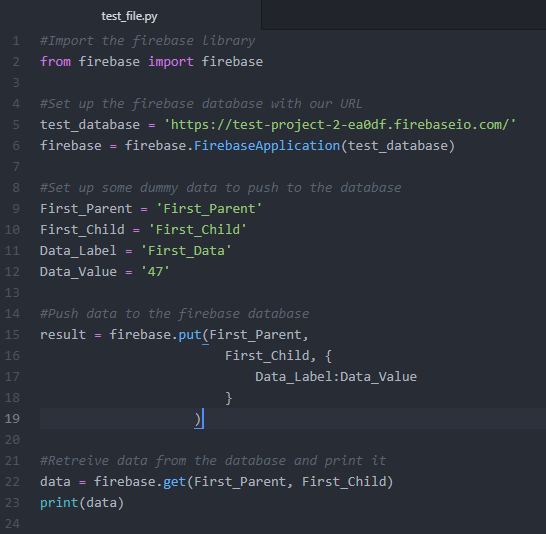 test_file.py
1 #Import the firebase library
2 from firebase import firebase
3
4 #Set up the firebase database with our URL
5 test_database = 'https://test-project-2-ea0df.firebaseio.com/'
6 firebase = firebase.FirebaseApplication(test_database)
7
8 #Set up some dummy data to push to the database
9 First_Parent = 'First_Parent'
10 First_Child = 'First_Child'
11 Data_Label = 'First_Data'
12 Data_Value = '47'
13
14 #Push data to the firebase database
15 result = firebase.put(First_Parent,
16                         First_Child, {
17                             Data_Label:Data_Value
18                         }
19                     )
20
21 #Retreive data from the database and print it
22 data = firebase.get(First_Parent, First_Child)
23 print(data)
24